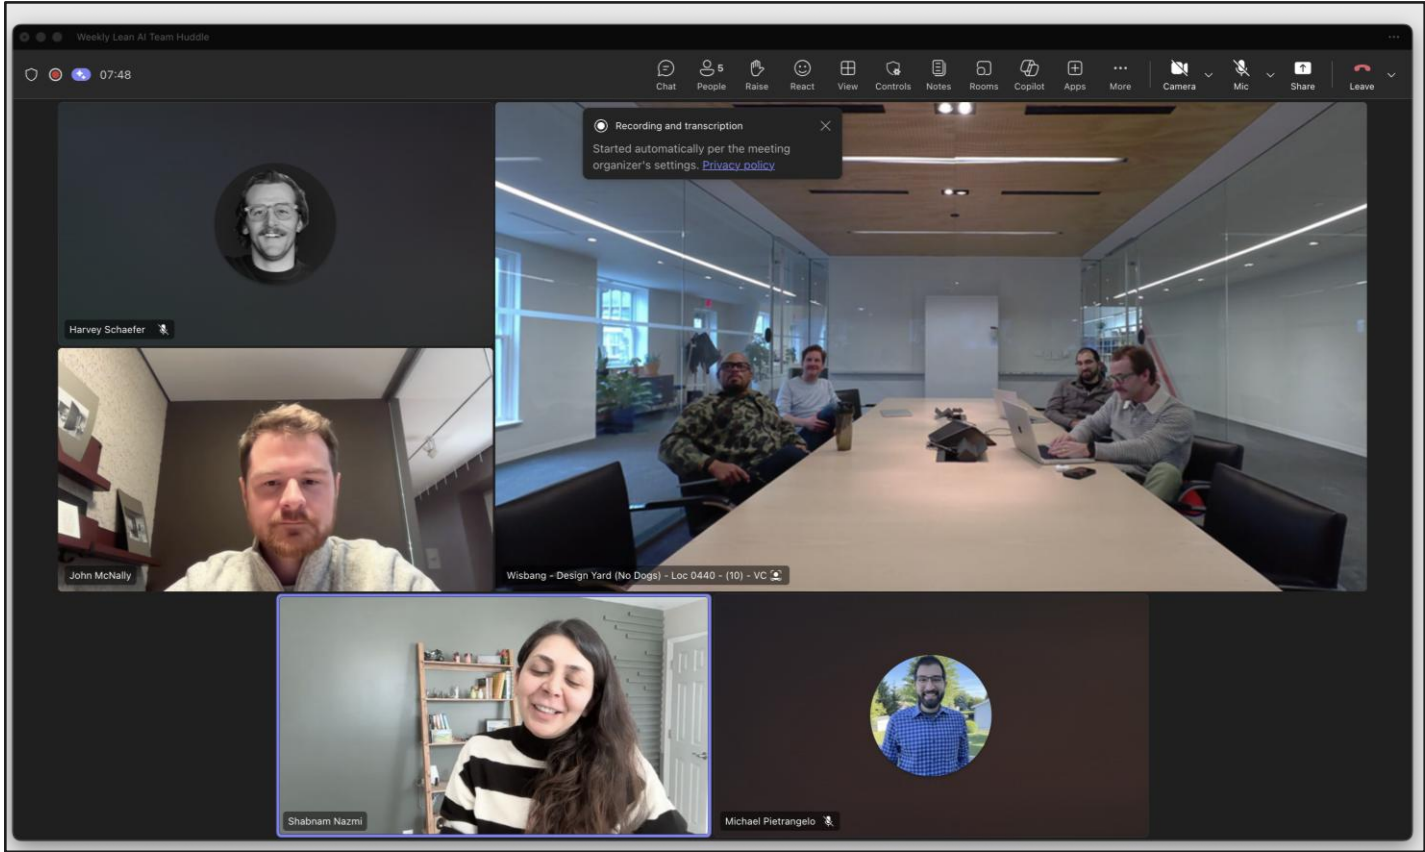 Weekly Lean AI Team Huddle
07:48
5
Chat
People
Raise
React
View
Controls
Notes
Rooms
Copilot
Apps
More
Camera
Mic
Share
Leave
Recording and transcription
Started automatically per the meeting
organizer's settings. Privacy policy
Harvey Schaefer
John McNally
Wisbang - Design Yard (No Dogs) - Loc 0440 - (10) - VC
Shabnam Nazmi
Michael Pietrangelo